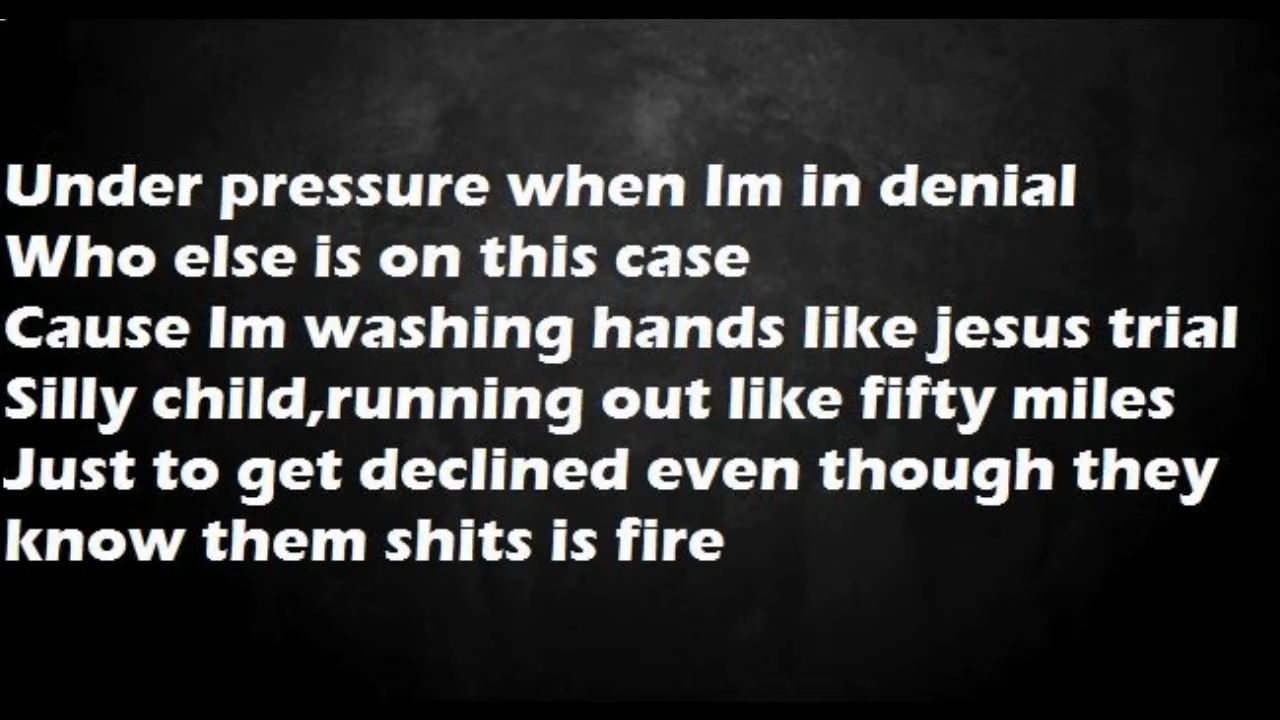 Under pressure when Im in denial
Who else is on this case
Cause Im washing hands like jesus trial
Silly child,running out like fifty miles
Just to get declined even though they
know them shits is fire